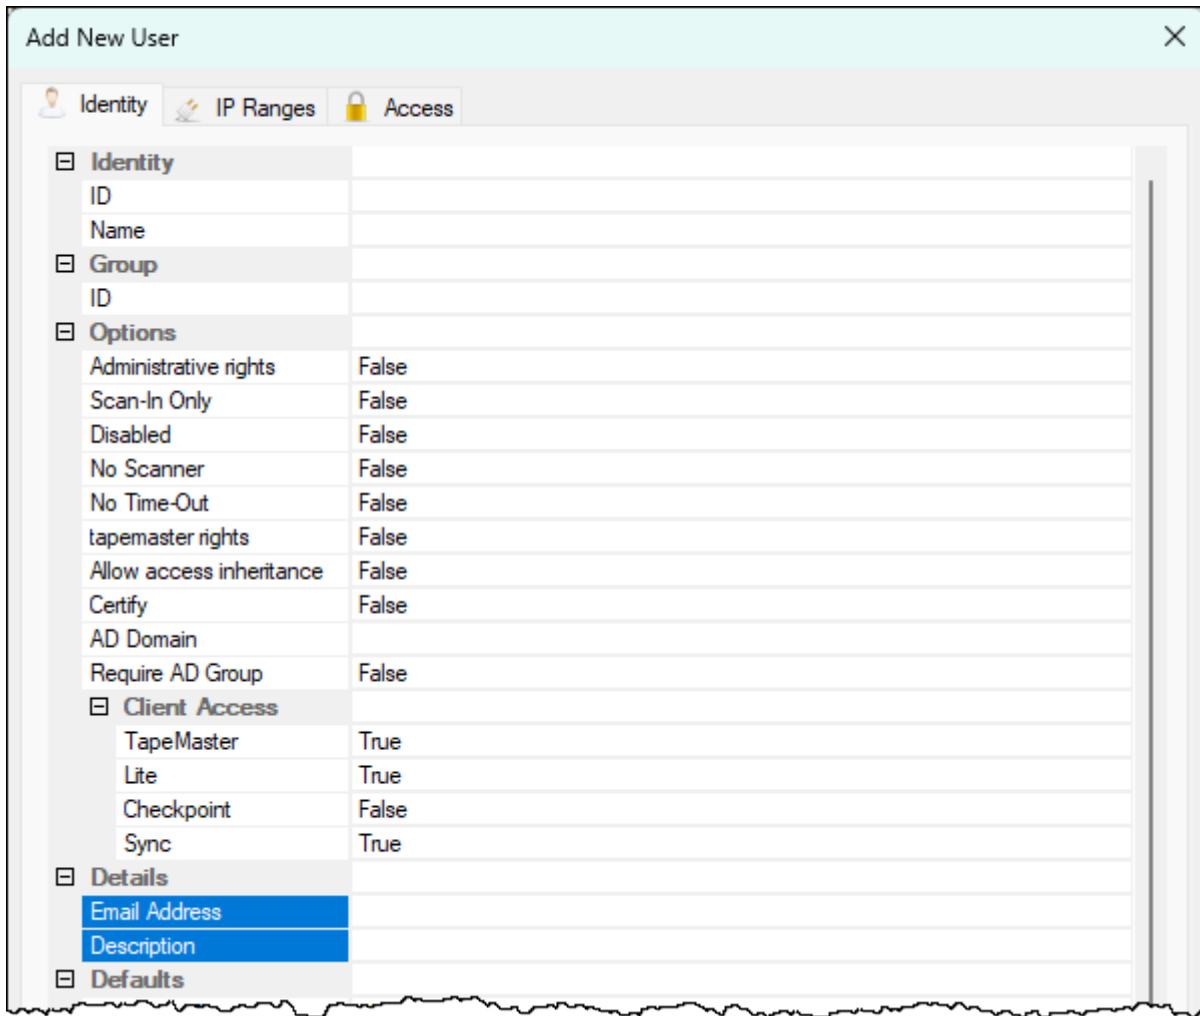 Add New User
Identity IP Ranges Access
Identity
ID
Name
Group
ID
Options
Administrative rights False
Scan-In Only False
Disabled False
No Scanner False
No Time-Out False
tapemaster rights False
Allow access inheritance False
Certify False
AD Domain
Require AD Group False
Client Access
TapeMaster True
Lite True
Checkpoint False
Sync True
Details
Email Address
Description
Defaults